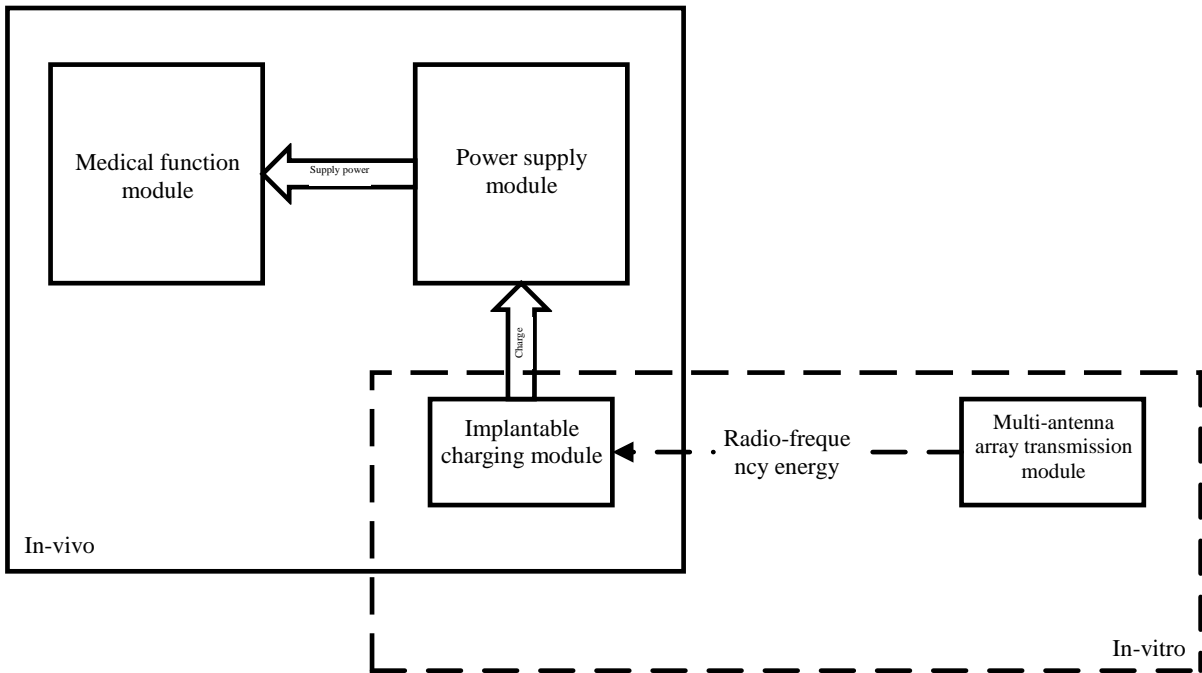 Medical function
module
Supply power
Power supply
module
Charge
Implantable
charging module
Radio-freque
ncy energy
Multi-antenna
array transmission
module
In-vivo
In-vitro